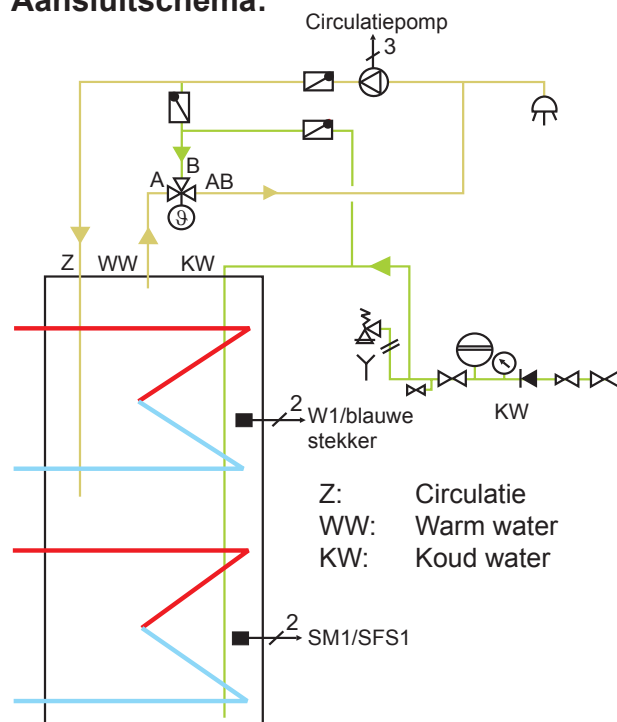 Aansluitschema:
Circulatiepomp
3
B
A
AB
ϑ
Z WW KW
2
W1/blauwe
stekker
KW
Z: Circulatie
WW: Warm water
KW: Koud water
2
SM1/SFS1